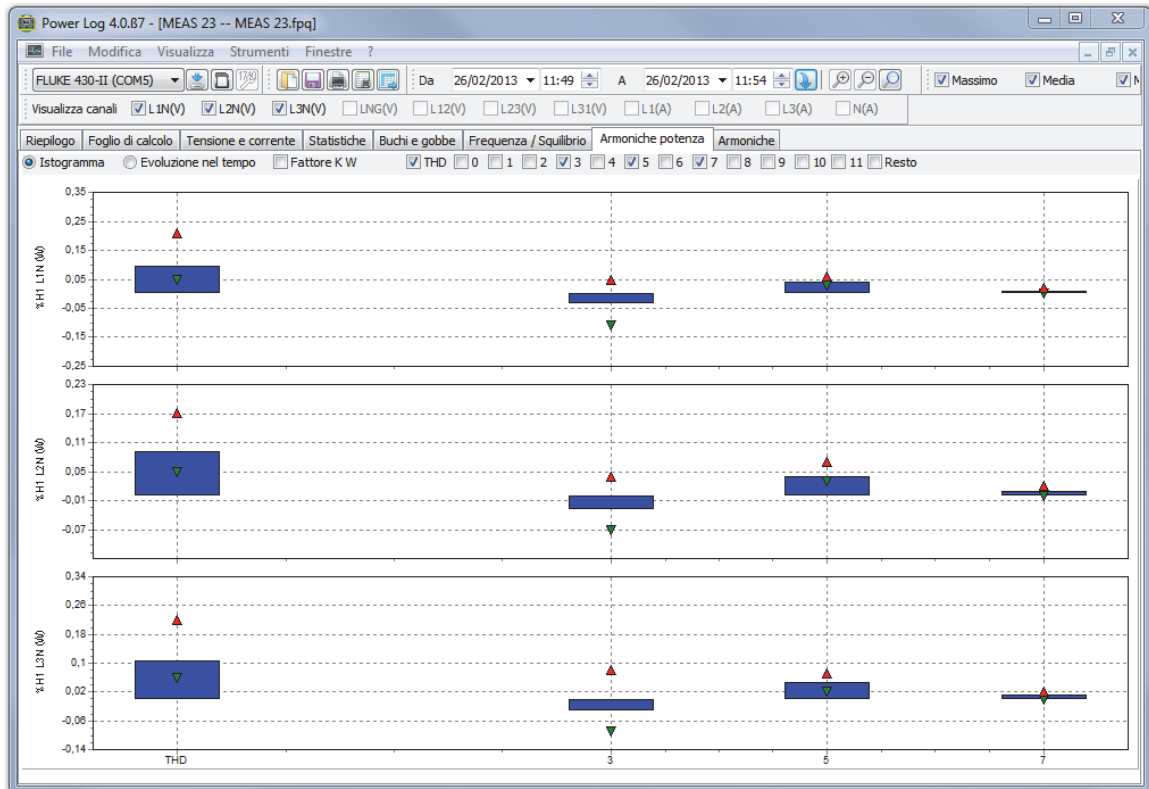 Power Log 4.0.87 - [MEAS 23 -- MEAS 23.fpq]
File Modifica Visualizza Strumenti Finestre ?
FLUKE 430-II (COM5) Da 26/02/2013 11:49 A 26/02/2013 11:54 Massimo Media
Visualizza canali L1N(V) L2N(V) L3N(V) LNG(V) L12(V) L23(V) L31(V) L1(A) L2(A) L3(A) N(A)
Riepilogo Foglio di calcolo Tensione e corrente Statistiche Buchi e gobbe Frequenza / Squilibrio Armoniche potenza Armoniche
Istogramma Evoluzione nel tempo Fattore K W THD 0 1 2 3 4 5 6 7 8 9 10 11 Resto
%H1 L1N (W)
0,35
0,25
0,15
0,05
-0,05
-0,15
-0,25
%H1 L2N (W)
0,23
0,17
0,11
0,05
-0,01
-0,07
%H1 L3N (W)
0,34
0,26
0,18
0,1
0,02
-0,06
-0,14
THD 3 5 7